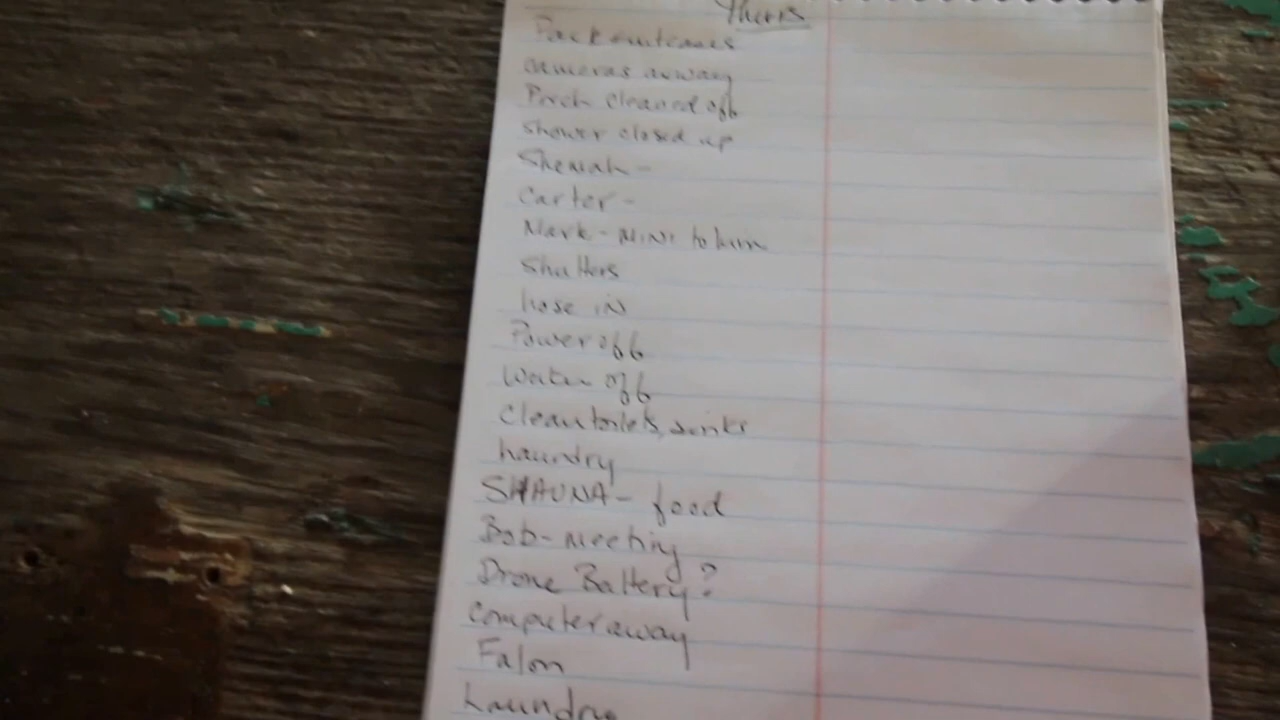 Thurs
Pack suitcases
cameras away
Porch cleaned off
Shower closed up
Carter -
Mark - MINI to him
Shutters
hose in
Power off
Water off
Clean toilets, sinks
Laundry
SHAUNA - food
Bob - Meeting
Drone Battery?
Computer away
Falon
Laundry